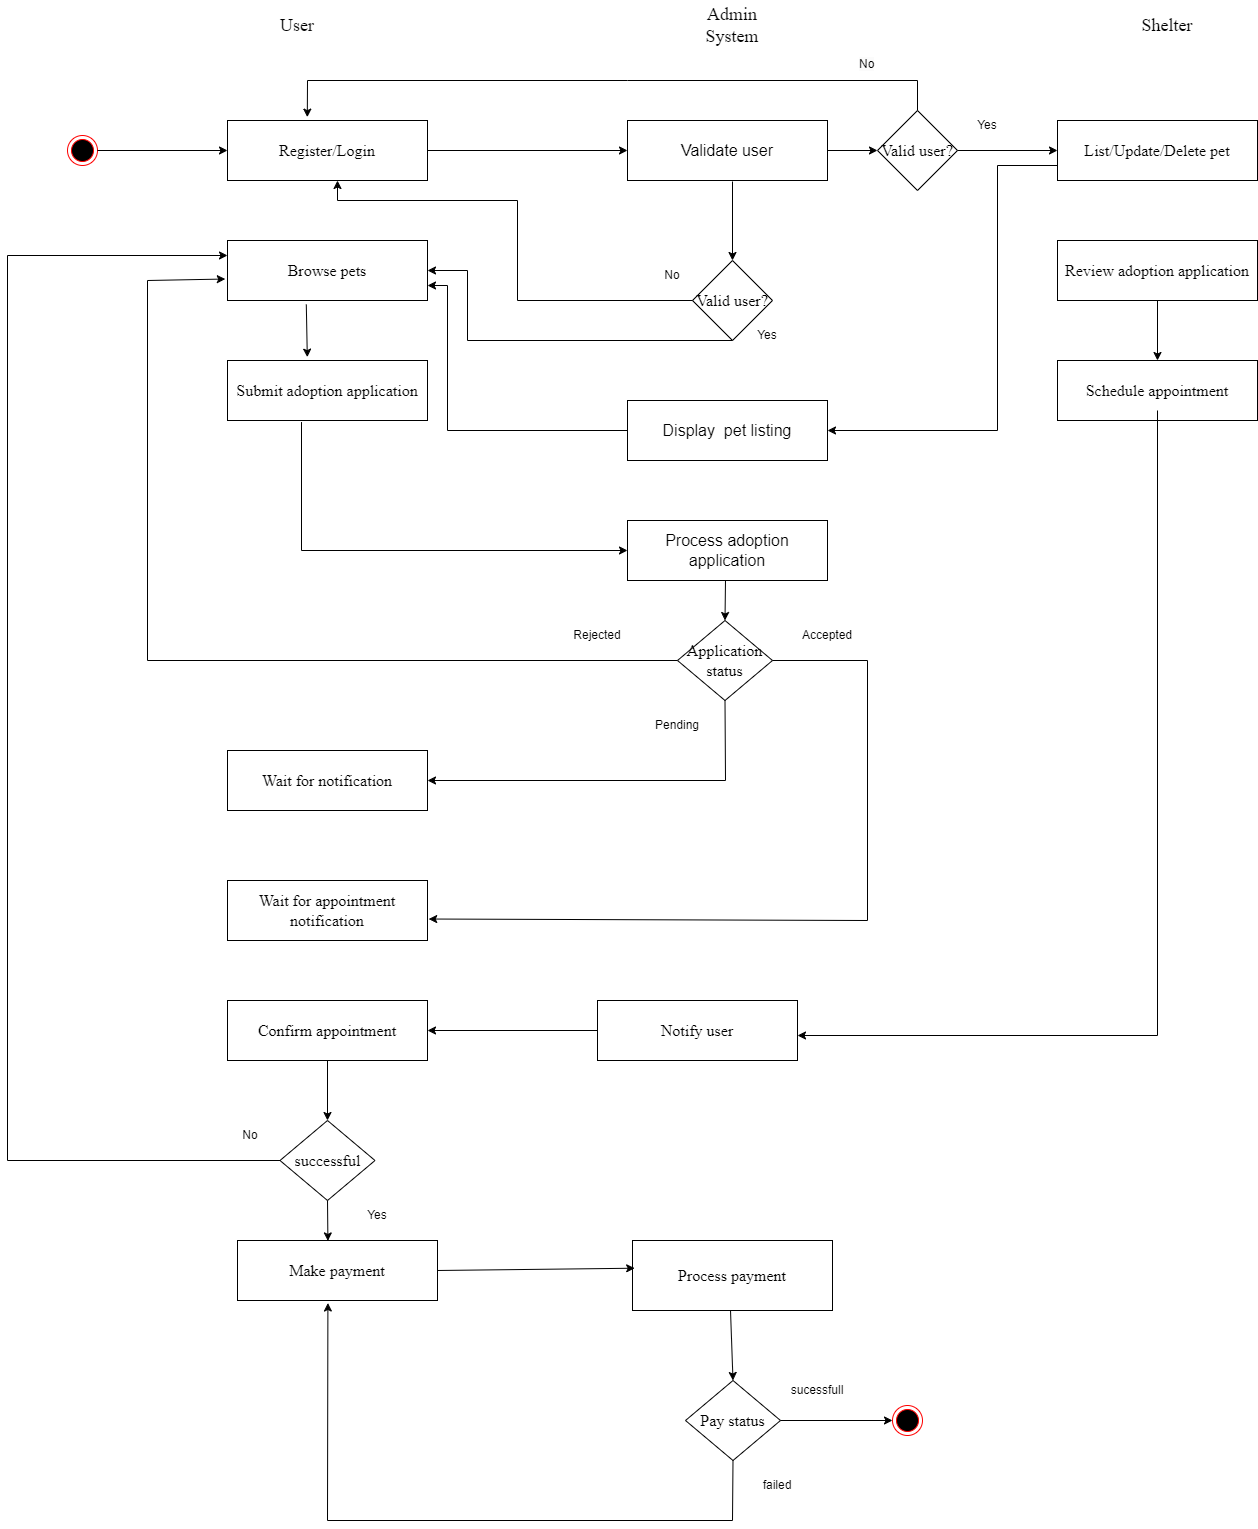 User
Admin
System
Shelter
No
Register/Login
Validate user
Valid user?
Yes
List/Update/Delete pet
Browse pets
No
Valid user?
Yes
Review adoption application
Submit adoption application
Display  pet listing
Schedule appointment
Process adoption
application
Rejected
Application
status
Accepted
Pending
Wait for notification
Wait for appointment
notification
Confirm appointment
Notify user
No
successful
Yes
Make payment
Process payment
sucessfull
Pay status
failed